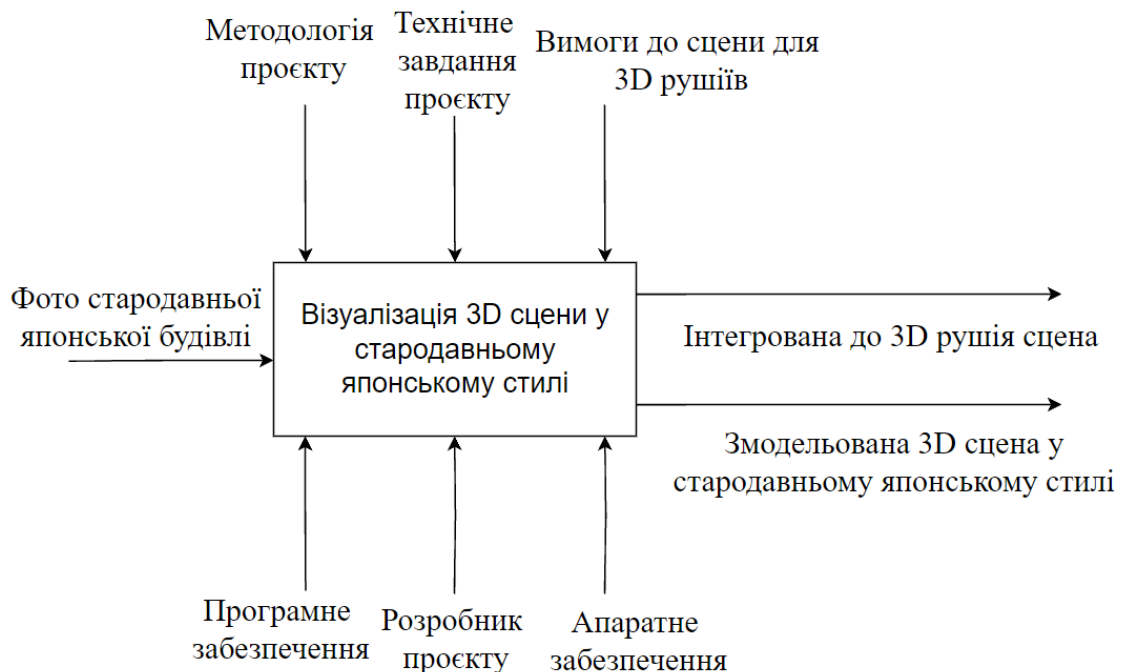 Методологія
проєкту
Технічне
завдання
проєкту
Вимоги до сцени для
3D рушіїв
Фото стародавньої
японської будівлі
Візуалізація 3D сцени у
стародавньому
японському стилі
Інтегрована до 3D рушія сцена
Змодельована 3D сцена у
стародавньому японському стилі
Програмне
забезпечення
Розробник
проєкту
Апаратне
забезпечення